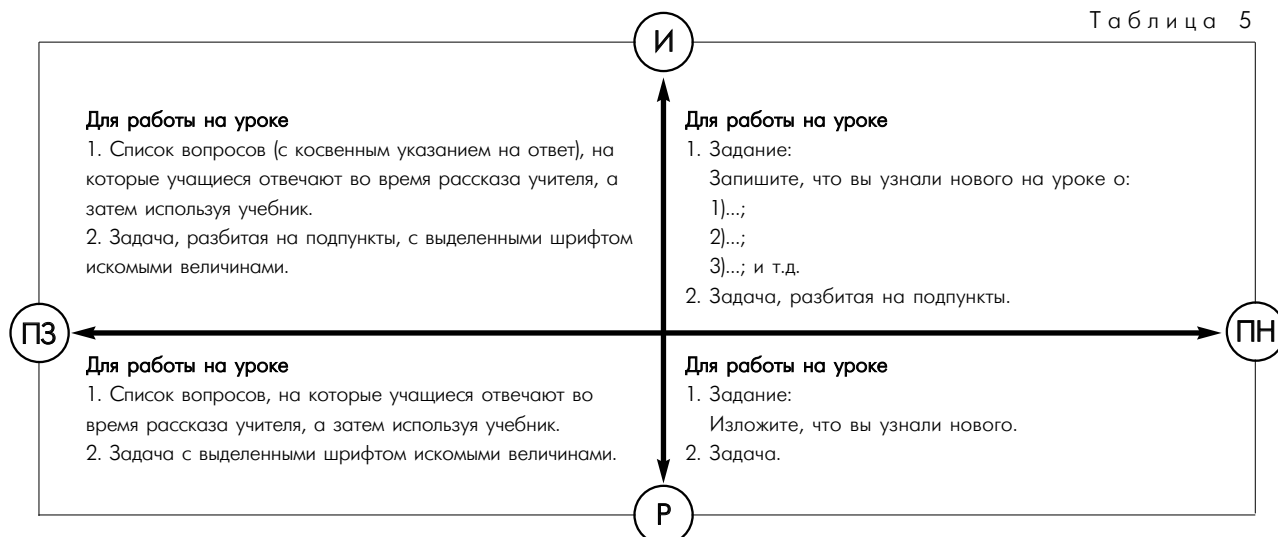 Таблица 5
И
Для работы на уроке
1. Список вопросов (с косвенным указанием на ответ), на
которые учащиеся отвечают во время рассказа учителя, а
затем используя учебник.
2. Задача, разбитая на подпункты, с выделенными шрифтом
искомыми величинами.
Для работы на уроке
1. Задание:
Запишите, что вы узнали нового на уроке о:
1)...;
2)...;
3)...; и т.д.
2. Задача, разбитая на подпункты.
ПЗ
ПН
Для работы на уроке
1. Список вопросов, на которые учащиеся отвечают во
время рассказа учителя, а затем используя учебник.
2. Задача с выделенными шрифтом искомыми величинами.
Для работы на уроке
1. Задание:
Изложите, что вы узнали нового.
2. Задача.
Р